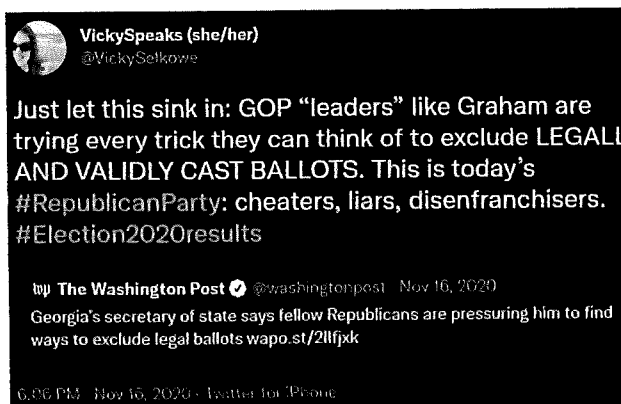 VickySpeaks (she/her)
@VickySelkowe
Just let this sink in: GOP “leaders” like Graham are
trying every trick they can think of to exclude LEGALL
AND VALIDLY CAST BALLOTS. This is today’s
#RepublicanParty: cheaters, liars, disenfranchisers.
#Election2020results
wp The Washington Post @washingtonpost Nov 16, 2020
Georgia’s secretary of state says fellow Republicans are pressuring him to find
ways to exclude legal ballots wapo.st/2llfjxk
6:06 PM · Nov 16, 2020 · Twitter for iPhone